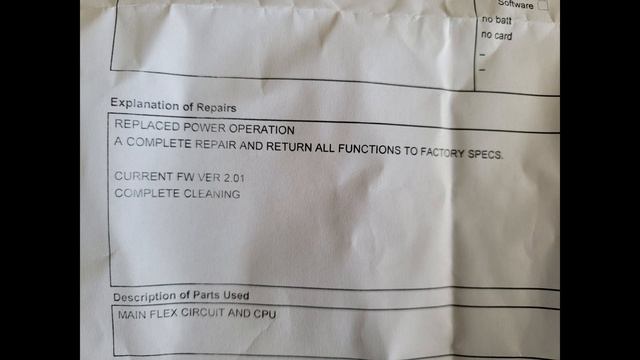 Software
no batt
no card
–
–
Explanation of Repairs
REPLACED POWER OPERATION
A COMPLETE REPAIR AND RETURN ALL FUNCTIONS TO FACTORY SPECS.
CURRENT FW VER 2.01
COMPLETE CLEANING
Description of Parts Used
MAIN FLEX CIRCUIT AND CPU